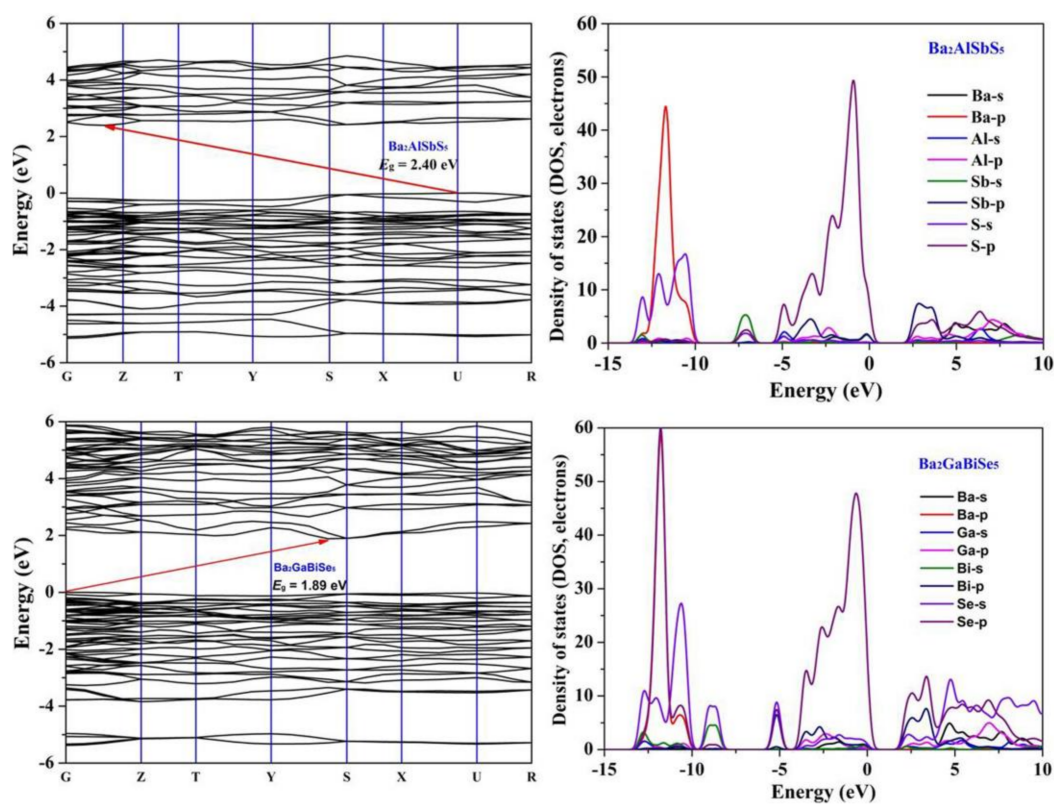 6
4
2
0
-2
-4
-6
Energy (eV)
Ba₂AlSbS₅
Eg = 2.40 eV
G Z T Y S X U R
60
50
40
30
20
10
0
Density of states (DOS, electrons)
Ba₂AlSbS₅
Ba-s
Ba-p
Al-s
Al-p
Sb-s
Sb-p
S-s
S-p
-15 -10 -5 0 5 10
Energy (eV)
6
4
2
0
-2
-4
-6
Energy (eV)
Ba₂GaBiSe₅
Eg = 1.89 eV
G Z T Y S X U R
60
50
40
30
20
10
0
Density of states (DOS, electrons)
Ba₂GaBiSe₅
Ba-s
Ba-p
Ga-s
Ga-p
Bi-s
Bi-p
Se-s
Se-p
-15 -10 -5 0 5 10
Energy (eV)